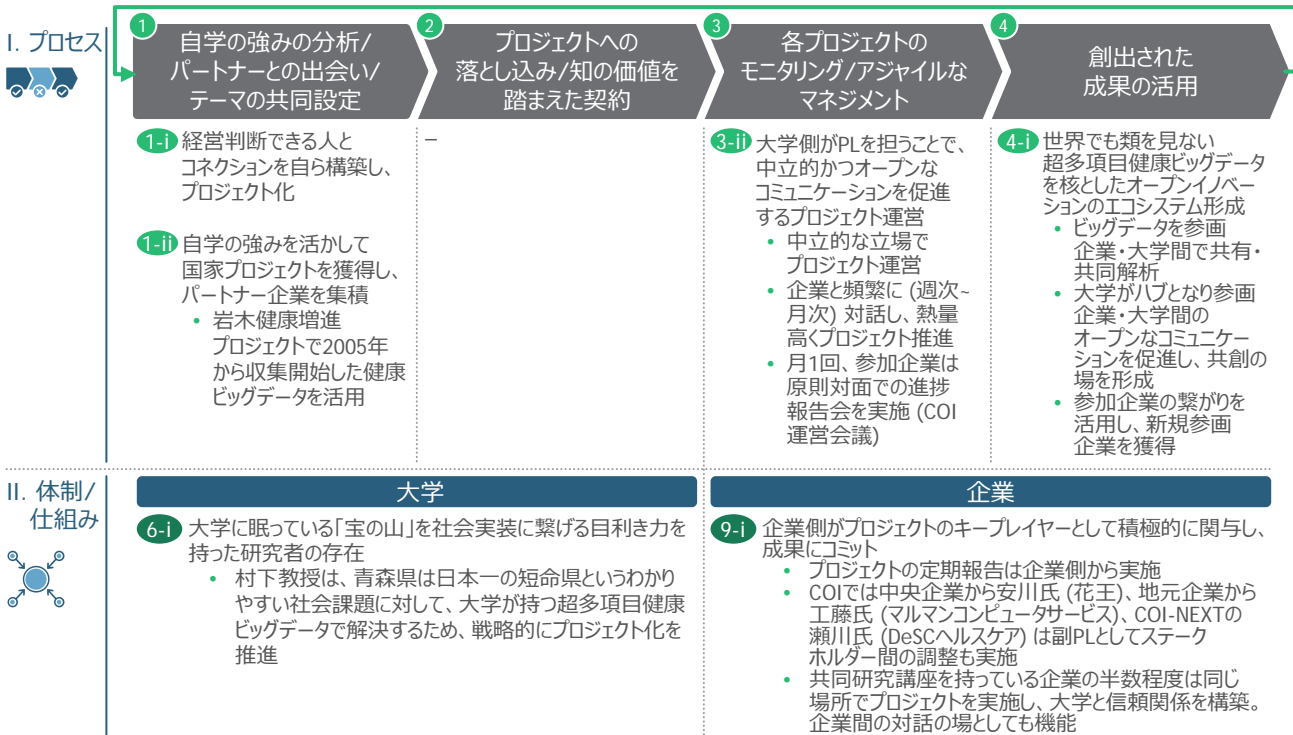 I. プロセス
1
自学の強みの分析/
パートナーとの出会い/
テーマの共同設定
2
プロジェクトへの
落とし込み/知の価値を
踏まえた契約
3
各プロジェクトの
モニタリング/アジャイルな
マネジメント
4
創出された
成果の活用
1-i 経営判断できる人と
コネクションを自ら構築し、
プロジェクト化
1-ii 自学の強みを活かして
国家プロジェクトを獲得し、
パートナー企業を集積
• 岩木健康増進
プロジェクトで2005年
から収集開始した健康
ビッグデータを活用
–
3-ii 大学側がPLを担うことで、
中立的かつオープンな
コミュニケーションを促進
するプロジェクト運営
• 中立的な立場で
プロジェクト運営
• 企業と頻繁に (週次~
月次) 対話し、熱量
高くプロジェクト推進
• 月1回、参加企業は
原則対面での進捗
報告会を実施 (COI
運営会議)
4-i 世界でも類を見ない
超多項目健康ビッグデータ
を核としたオープンイノベー
ションのエコシステム形成
• ビッグデータを参画
企業・大学間で共有・
共同解析
• 大学がハブとなり参画
企業・大学間の
オープンなコミュニケー
ションを促進し、共創の
場を形成
• 参加企業の繋がりを
活用し、新規参画
企業を獲得
II. 体制/
仕組み
大学
6-i 大学に眠っている「宝の山」を社会実装に繋げる目利き力を
持った研究者の存在
• 村下教授は、青森県は日本一の短命県というわかり
やすい社会課題に対して、大学が持つ超多項目健康
ビッグデータで解決するため、戦略的にプロジェクト化を
推進
企業
9-i 企業側がプロジェクトのキープレイヤーとして積極的に関与し、
成果にコミット
• プロジェクトの定期報告は企業側から実施
• COIでは中央企業から安川氏 (花王)、地元企業から
工藤氏 (マルマンコンピュータサービス)、COI-NEXTの
瀬川氏 (DeSCヘルスケア) は副PLとしてステーク
ホルダー間の調整も実施
• 共同研究講座を持っている企業の半数程度は同じ
場所でプロジェクトを実施し、大学と信頼関係を構築。
企業間の対話の場としても機能